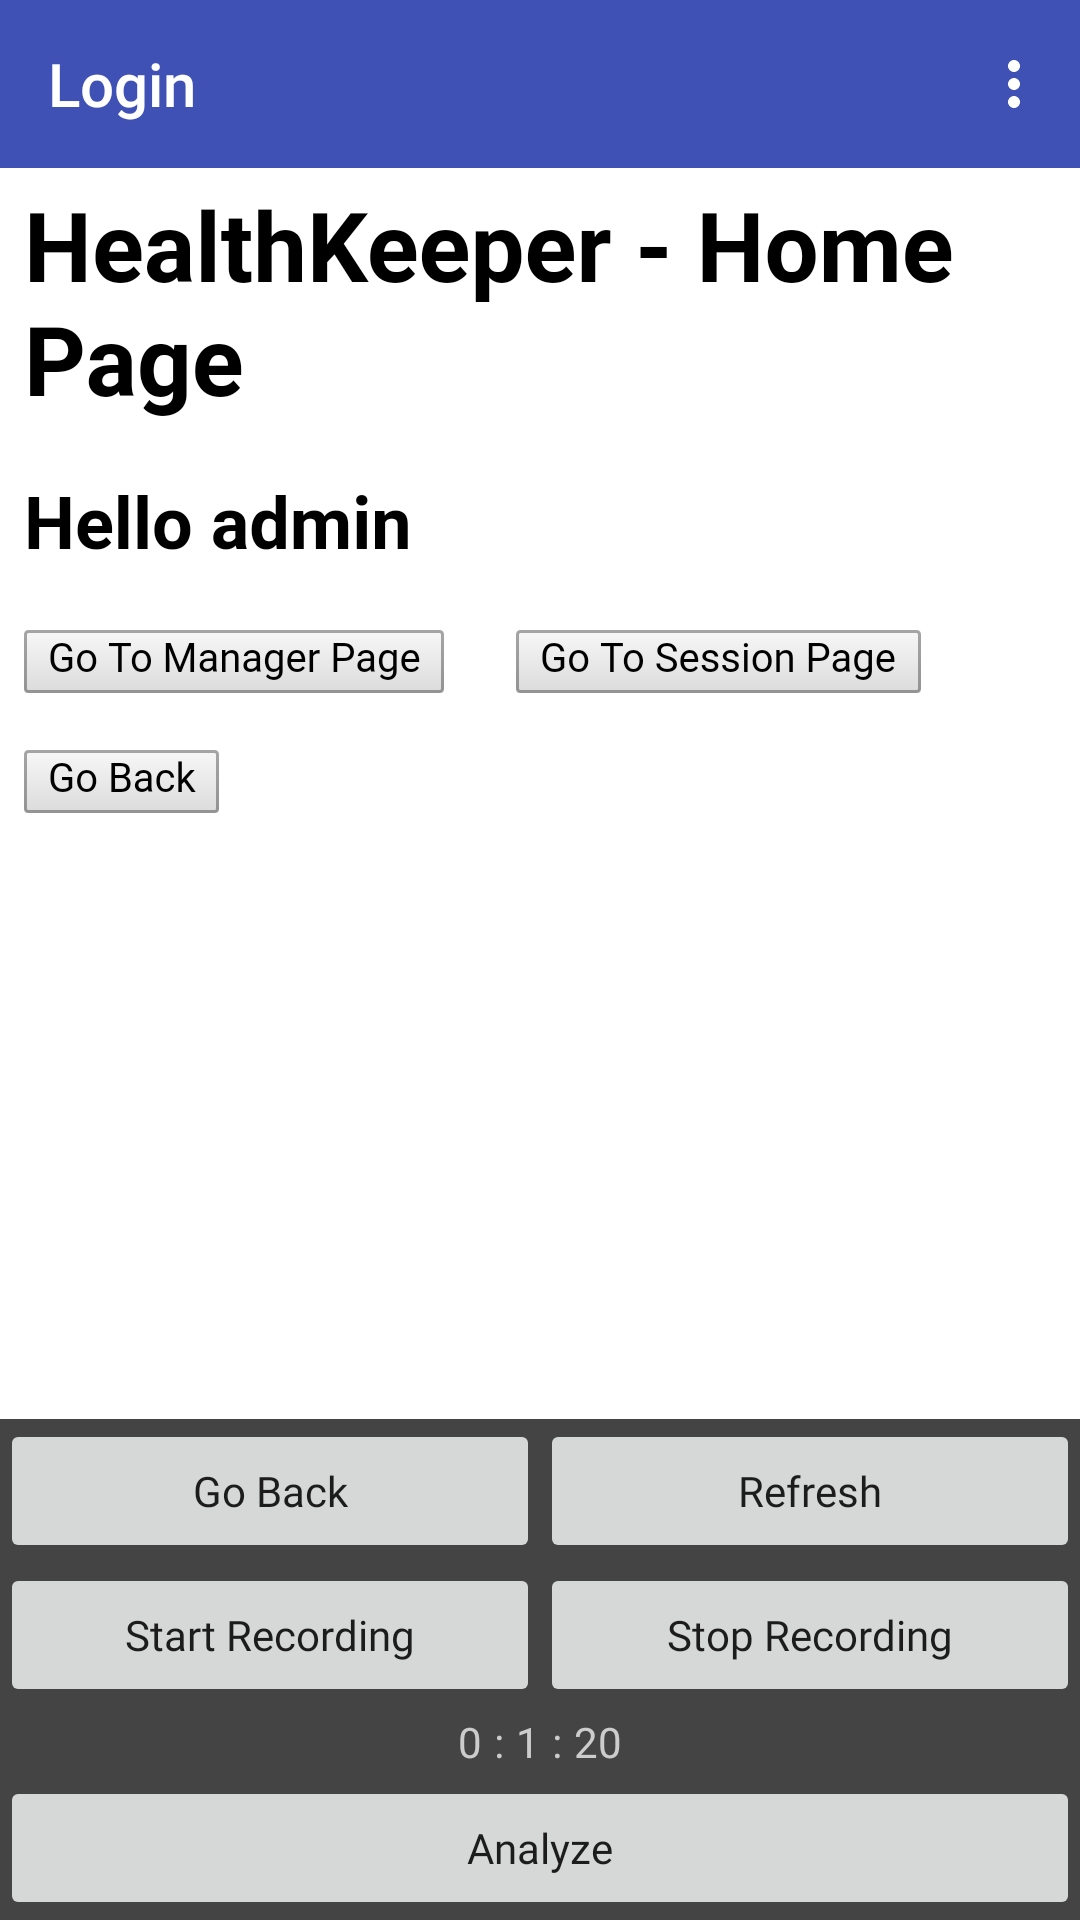 Login
HealthKeeper - Home
Page
Hello admin
Go To Manager Page Go To Session Page
Go Back
Go Back Refresh
Start Recording Stop Recording
0 : 1 : 20
Analyze